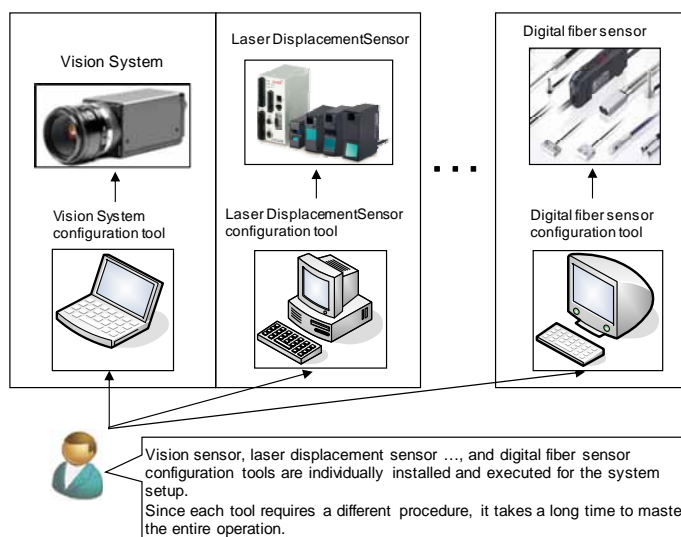 Vision System
Laser DisplacementSensor
Digital fiber sensor
Vision System
configuration tool
Laser DisplacementSensor
configuration tool
Digital fiber sensor
configuration tool
...
Vision sensor, laser displacement sensor …, and digital fiber sensor
configuration tools are individually installed and executed for the system
setup.
Since each tool requires a different procedure, it takes a long time to maste
the entire operation.